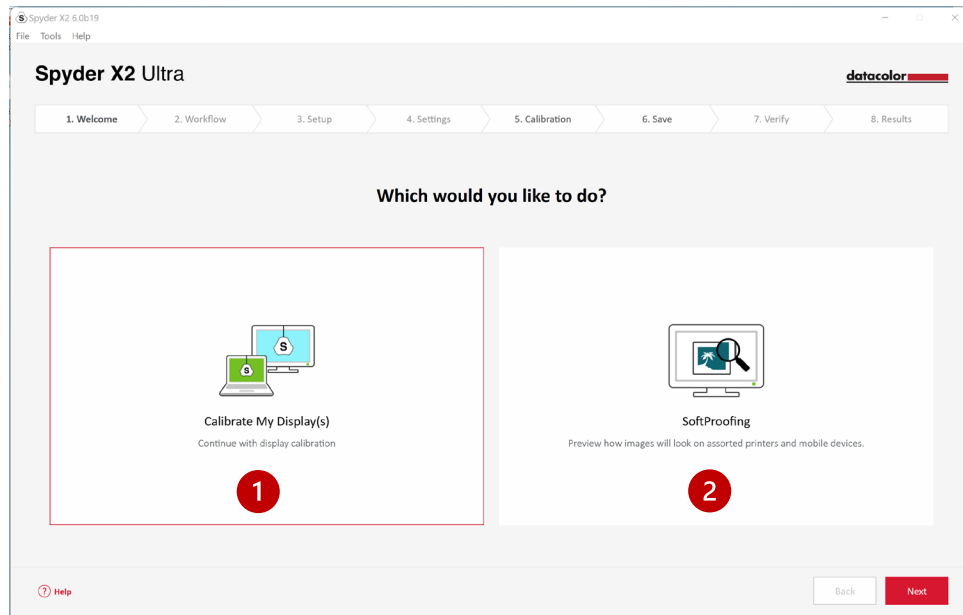 Spyder X2 6.0b19
File Tools Help
Spyder X2 Ultra
datacolor
1. Welcome 2. Workflow 3. Setup 4. Settings 5. Calibration 6. Save 7. Verify 8. Results
Which would you like to do?
S
S
Calibrate My Display(s)
Continue with display calibration
1
SoftProofing
Preview how images will look on assorted printers and mobile devices.
2
? Help
Back Next